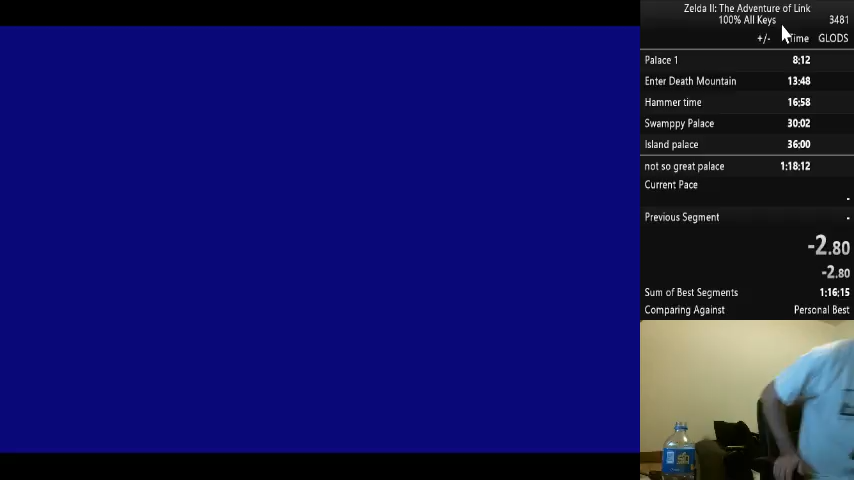 Zelda II: The Adventure of Link
100% All Keys 3481
+/- Time GLODS
Palace 1 8:12
Enter Death Mountain 13:48
Hammer time 16:58
Swamppy Palace 30:02
Island palace 36:00
not so great palace 1:18:12
Current Pace -
Previous Segment -
-2.80
-2.80
Sum of Best Segments 1:16:15
Comparing Against Personal Best